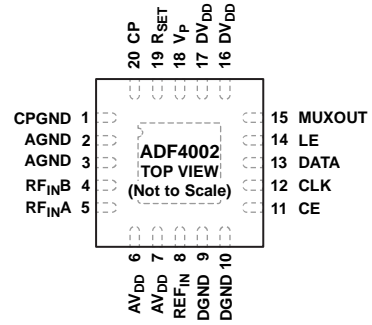 20 CP
19 RSET
18 VP
17 DVDD
16 DVDD
CPGND 1
AGND 2
AGND 3
RFINB 4
RFINA 5
ADF4002
TOP VIEW
(Not to Scale)
15 MUXOUT
14 LE
13 DATA
12 CLK
11 CE
AVDD 6
AVDD 7
REFIN 8
DGND 9
DGND 10